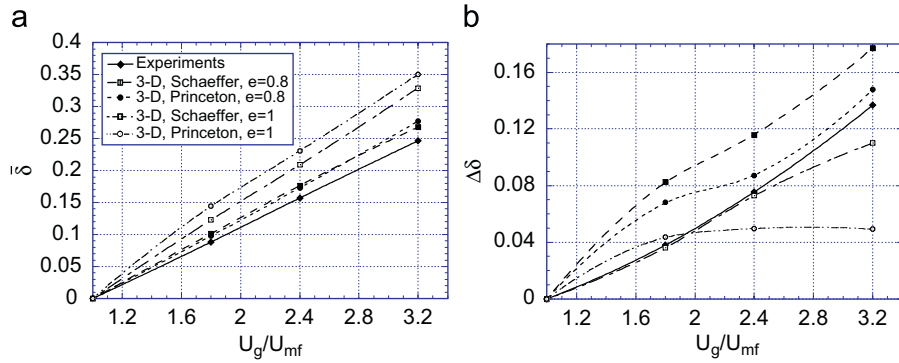 a
0.4
0.35
0.3
0.25
0.2
0.15
0.1
0.05
0
δ̄
Experiments
3-D, Schaeffer, e=0.8
3-D, Princeton, e=0.8
3-D, Schaeffer, e=1
3-D, Princeton, e=1
1.2 1.6 2 2.4 2.8 3.2
Ug/Umf
b
0.16
0.12
0.08
0.04
0
Δδ
1.2 1.6 2 2.4 2.8 3.2
Ug/Umf